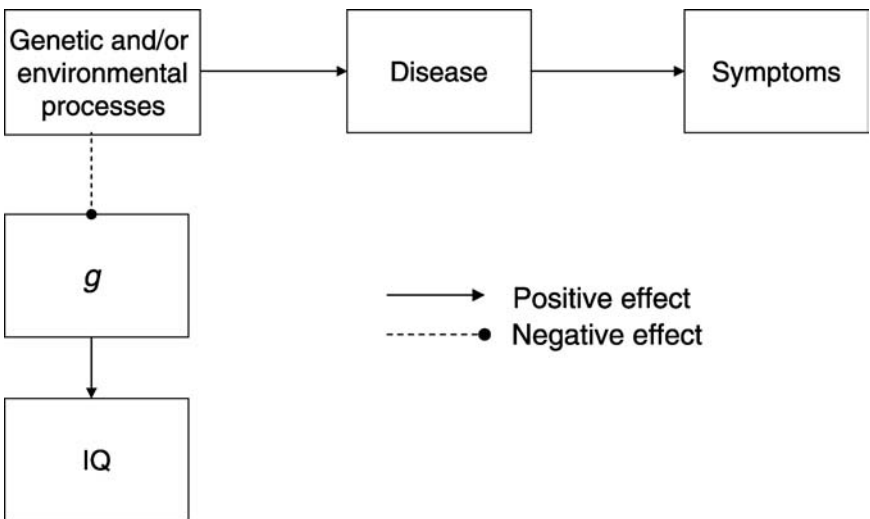 Genetic and/or
environmental
processes
Disease
Symptoms
g
Positive effect
Negative effect
IQ